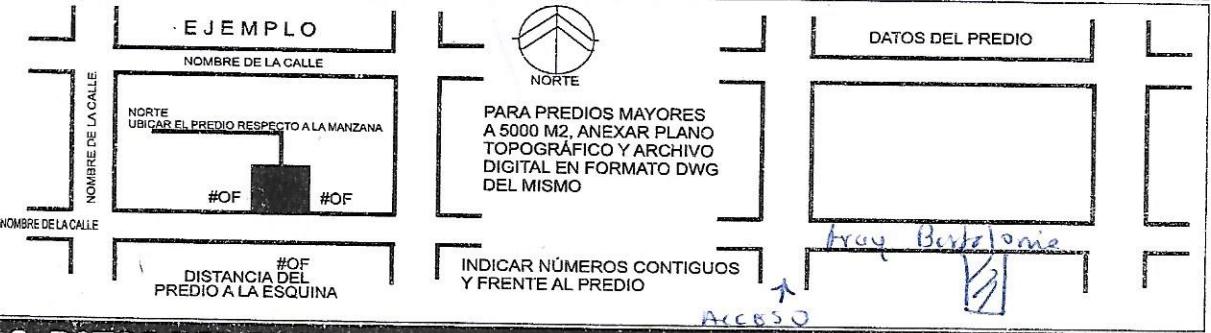 EJEMPLO
NOMBRE DE LA CALLE
NOMBRE DE LA CALLE
NORTE
UBICAR EL PREDIO RESPECTO A LA MANZANA
#OF
#OF
NOMBRE DE LA CALLE
#OF
DISTANCIA DEL
PREDIO A LA ESQUINA
NORTE
PARA PREDIOS MAYORES
A 5000 M2, ANEXAR PLANO
TOPOGRÁFICO Y ARCHIVO
DIGITAL EN FORMATO DWG
DEL MISMO
INDICAR NÚMEROS CONTIGUOS
Y FRENTE AL PREDIO
DATOS DEL PREDIO
Fray
ACCESO